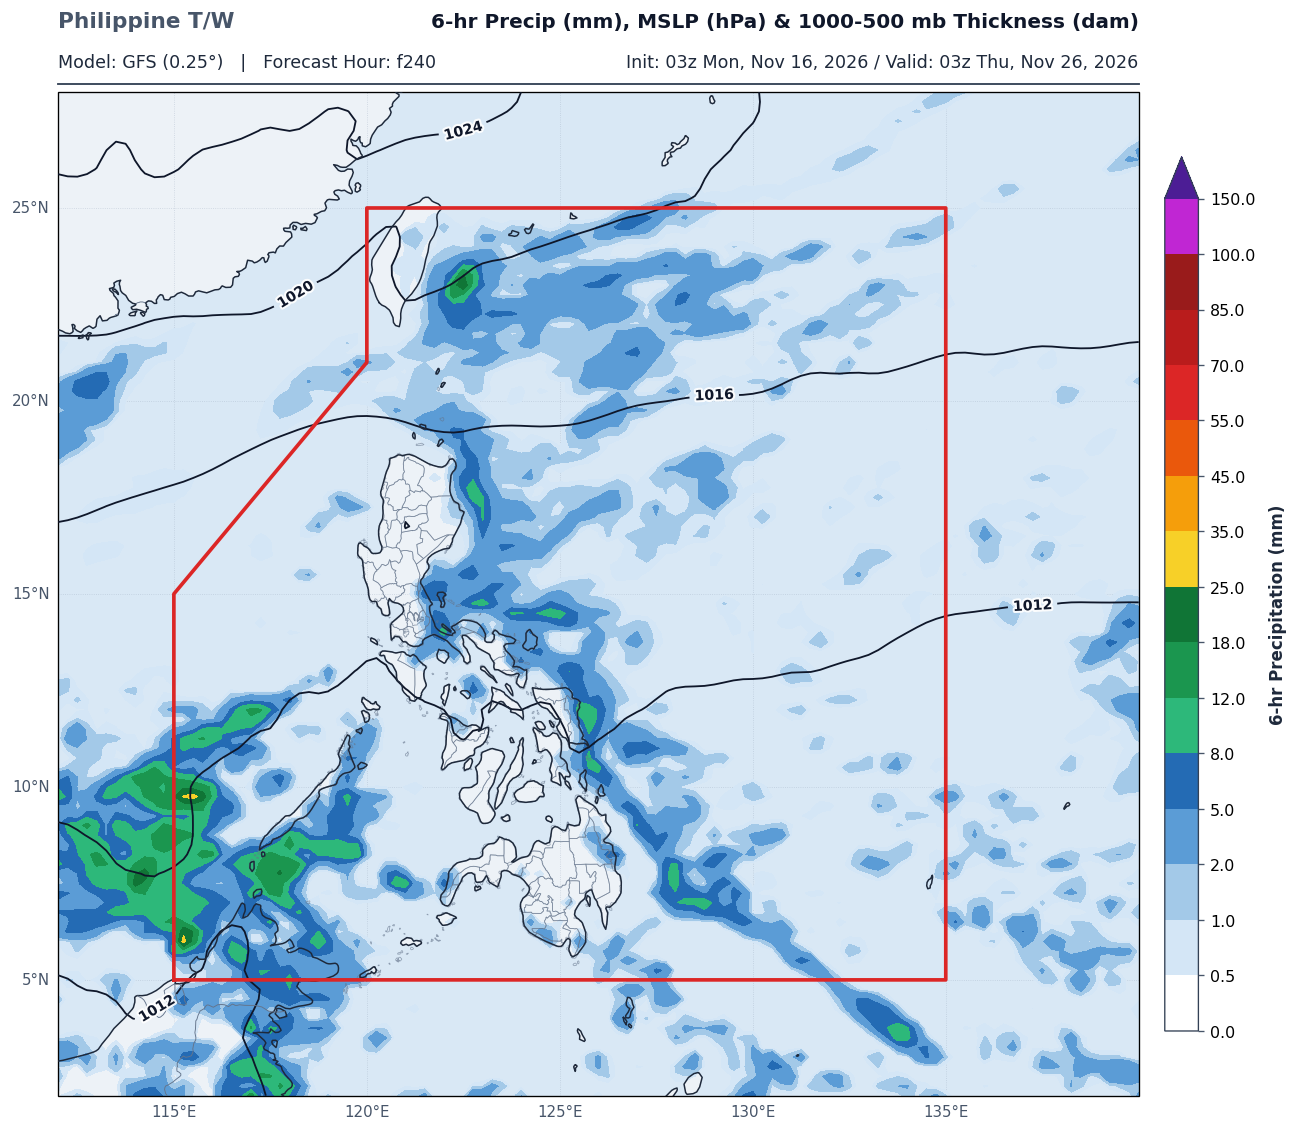 Philippine T/W
6-hr Precip (mm), MSLP (hPa) & 1000-500 mb Thickness (dam)
Model: GFS (0.25°) | Forecast Hour: f240
Init: 03z Mon, Nov 16, 2026 / Valid: 03z Thu, Nov 26, 2026
1024
1020
1016
1012
1012
25°N
20°N
15°N
10°N
5°N
115°E
120°E
125°E
130°E
135°E
150.0
100.0
85.0
70.0
55.0
45.0
35.0
25.0
18.0
12.0
8.0
5.0
2.0
1.0
0.5
0.0
6-hr Precipitation (mm)